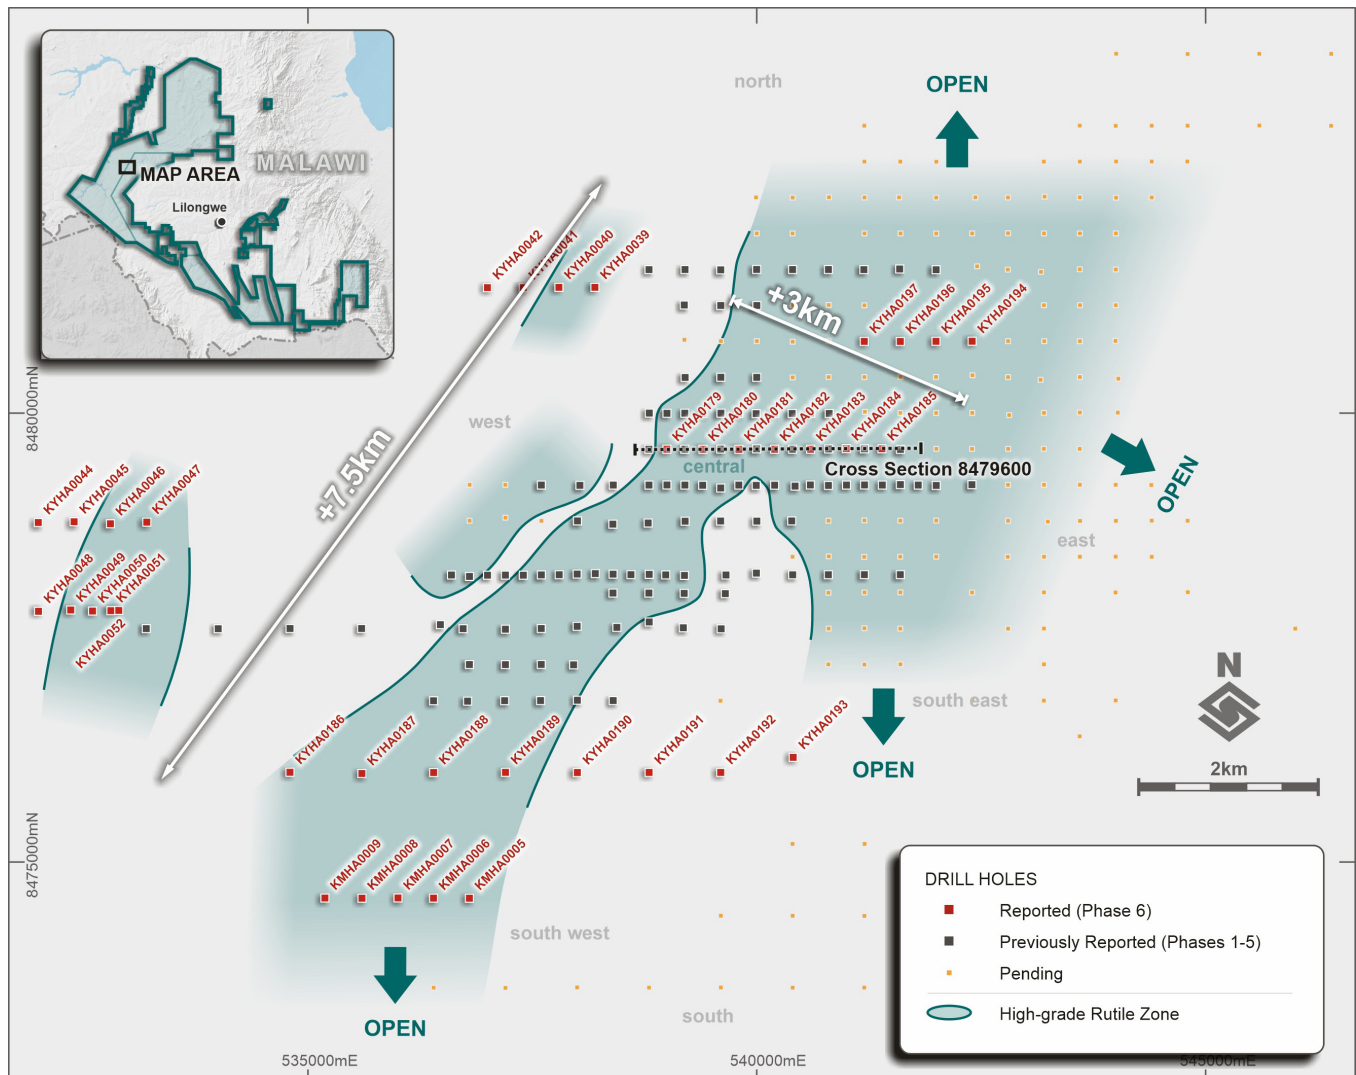 MALAWI
MAP AREA
Lilongwe
north
OPEN
KYHA0042
KYHA0041
KYHA0040
KYHA0039
+3km
KYHA0197
KYHA0196
KYHA0195
KYHA0194
8480000mN
west
+7.5km
KYHA0179
KYHA0180
KYHA0181
KYHA0182
KYHA0183
KYHA0184
KYHA0185
central
Cross Section 8479600
OPEN
east
KYHA0044
KYHA0045
KYHA0046
KYHA0047
KYHA0048
KYHA0049
KYHA0050
KYHA0051
KYHA0052
N
south east
OPEN
2km
KYHA0186
KYHA0187
KYHA0188
KYHA0189
KYHA0190
KYHA0191
KYHA0192
KYHA0193
8475000mN
KMHA0009
KMHA0008
KMHA0007
KMHA0006
KMHA0005
south west
OPEN
south
DRILL HOLES
Reported (Phase 6)
Previously Reported (Phases 1-5)
Pending
High-grade Rutile Zone
535000mE
540000mE
545000mE